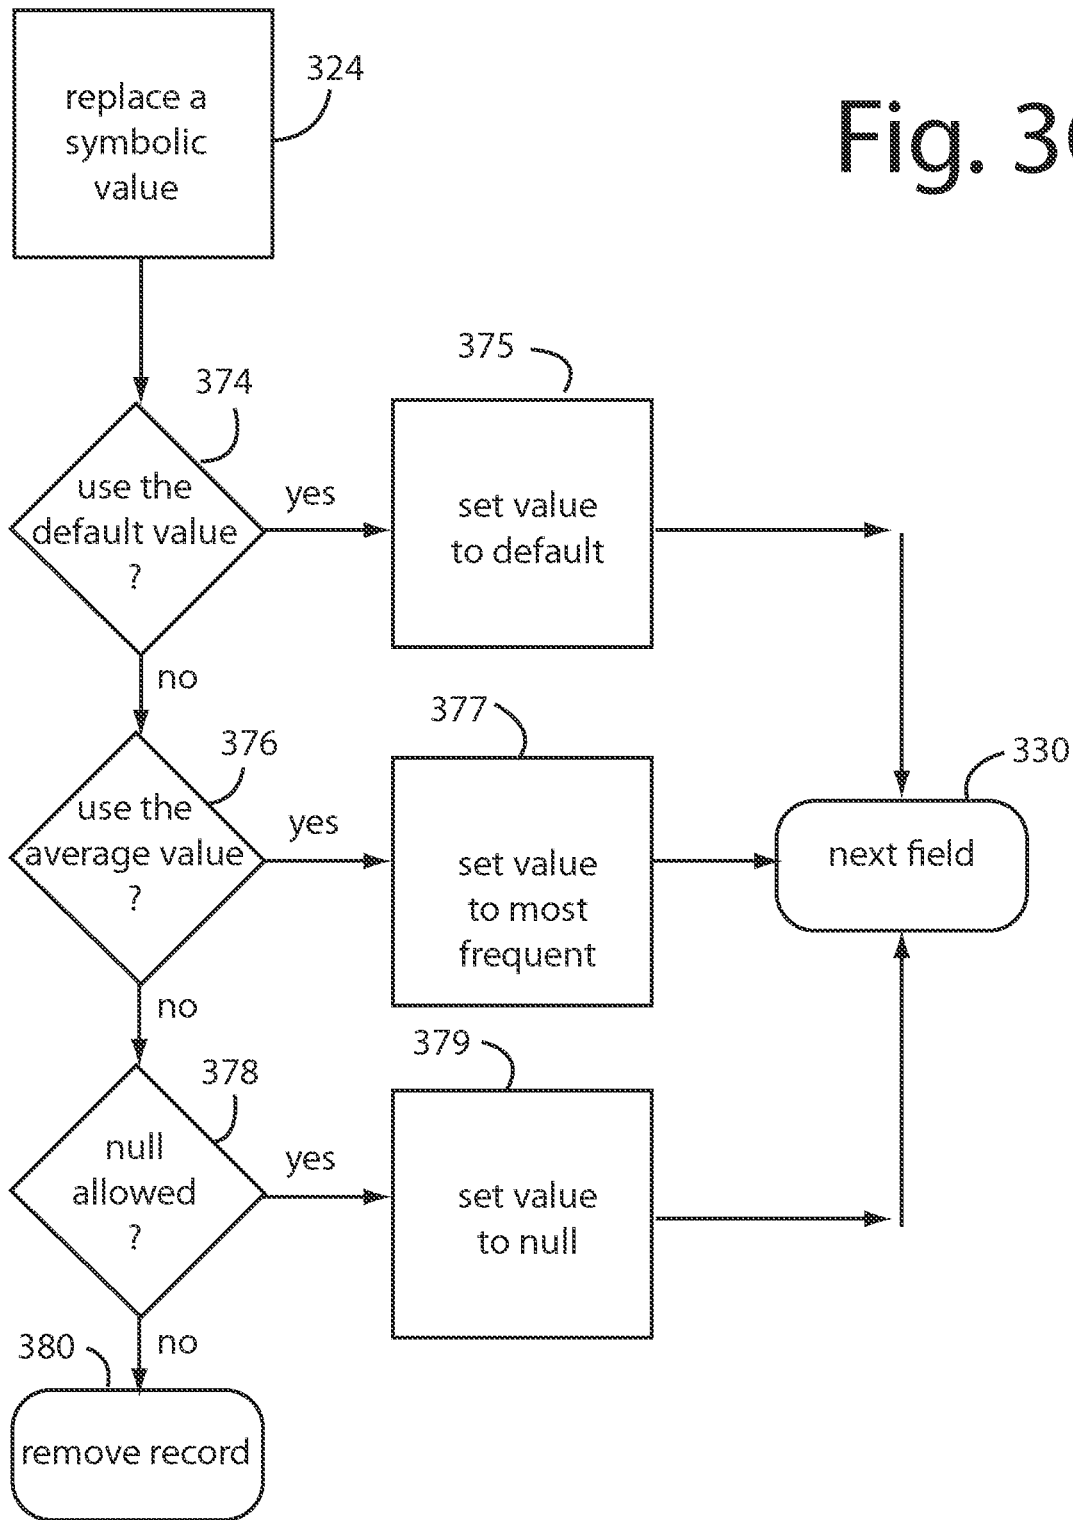 324
replace a
symbolic
value
Fig. 3
375
374
use the
default value
?
yes
set value
to default
no
377
376
330
use the
average value
?
yes
set value
to most
frequent
next field
no
379
378
null
allowed
?
yes
set value
to null
380
no
remove record